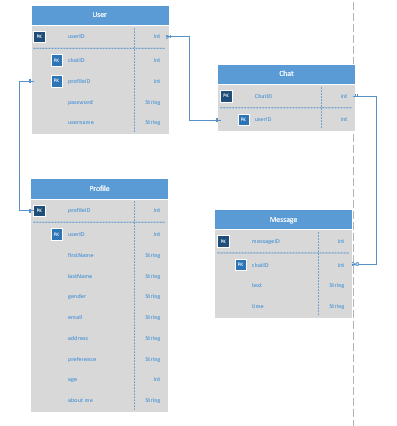 User
PK userID Int
FK chatID Int
FK profileID Int
password String
username String
Chat
PK ChatID Int
FK userID Int
Profile
PK profileID Int
FK userID Int
firstName String
lastName String
gender String
email String
address String
preference String
age Int
about me String
Message
PK messageID Int
FK chatID Int
text String
time String